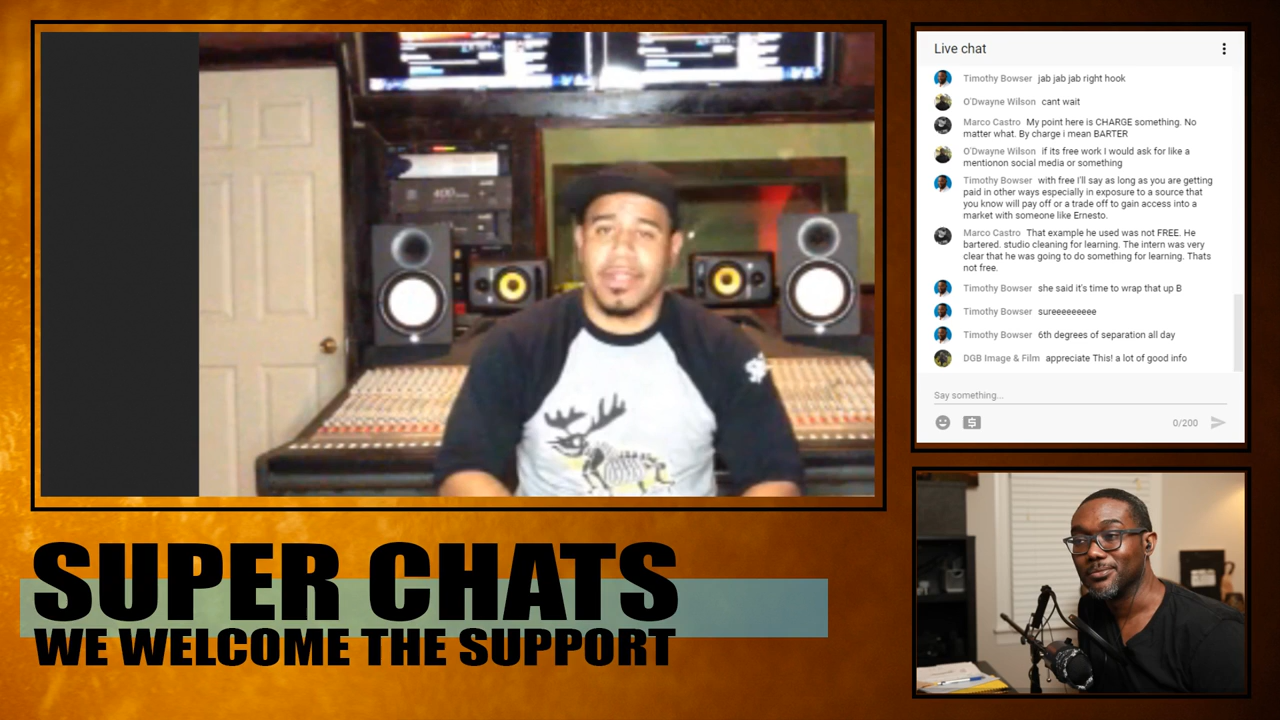 Live chat
Timothy Bowser jab jab jab right hook
O'Dwayne Wilson cant wait
Marco Castro My point here is CHARGE something. No
matter what. By charge i mean BARTER
O'Dwayne Wilson if its free work I would ask for like a
mentionon social media or something
Timothy Bowser with free I'll say as long as you are getting
paid in other ways especially in exposure to a source that
you know will pay off or a trade off to gain access into a
market with someone like Ernesto.
Marco Castro That example he used was not FREE. He
bartered. studio cleaning for learning. The intern was very
clear that he was going to do something for learning. Thats
not free.
Timothy Bowser she said it's time to wrap that up B
Timothy Bowser sureeeeeeeee
Timothy Bowser 6th degrees of separation all day
DGB Image & Film appreciate This! a lot of good info
Say something...
0/200
SUPER CHATS
WE WELCOME THE SUPPORT